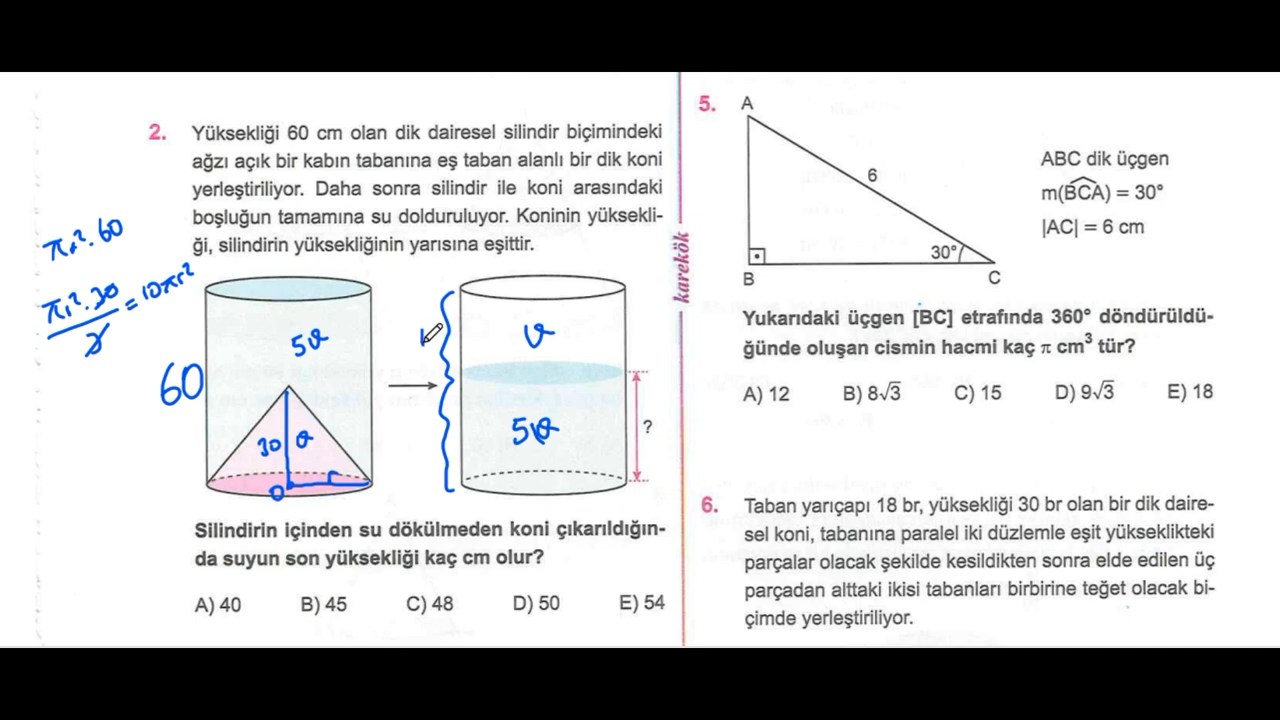 2. Yüksekliği 60 cm olan dik dairesel silindir biçimindeki
ağzı açık bir kabın tabanına eş taban alanlı bir dik koni
yerleştiriliyor. Daha sonra silindir ile koni arasındaki
boşluğun tamamına su dolduruluyor. Koninin yüksekli-
ği, silindirin yüksekliğinin yarısına eşittir.
πr².60
πr².30 = 10πr²
3
60
5V
30
V
O
V
5V
?
Silindirin içinden su dökülmeden koni çıkarıldığın-
da suyun son yüksekliği kaç cm olur?
A) 40 B) 45 C) 48 D) 50 E) 54
karekök
5. A
6
30°
B
C
ABC dik üçgen
m(BCA) = 30°
|AC| = 6 cm
Yukarıdaki üçgen [BC] etrafında 360° döndürüldü-
ğünde oluşan cismin hacmi kaç π cm³ tür?
A) 12 B) 8√3 C) 15 D) 9√3 E) 18
6. Taban yarıçapı 18 br, yüksekliği 30 br olan bir dik daire-
sel koni, tabanına paralel iki düzlemle eşit yükseklikteki
parçalar olacak şekilde kesildikten sonra elde edilen üç
parçadan alttaki ikisi tabanları birbirine teğet olacak bi-
çimde yerleştiriliyor.